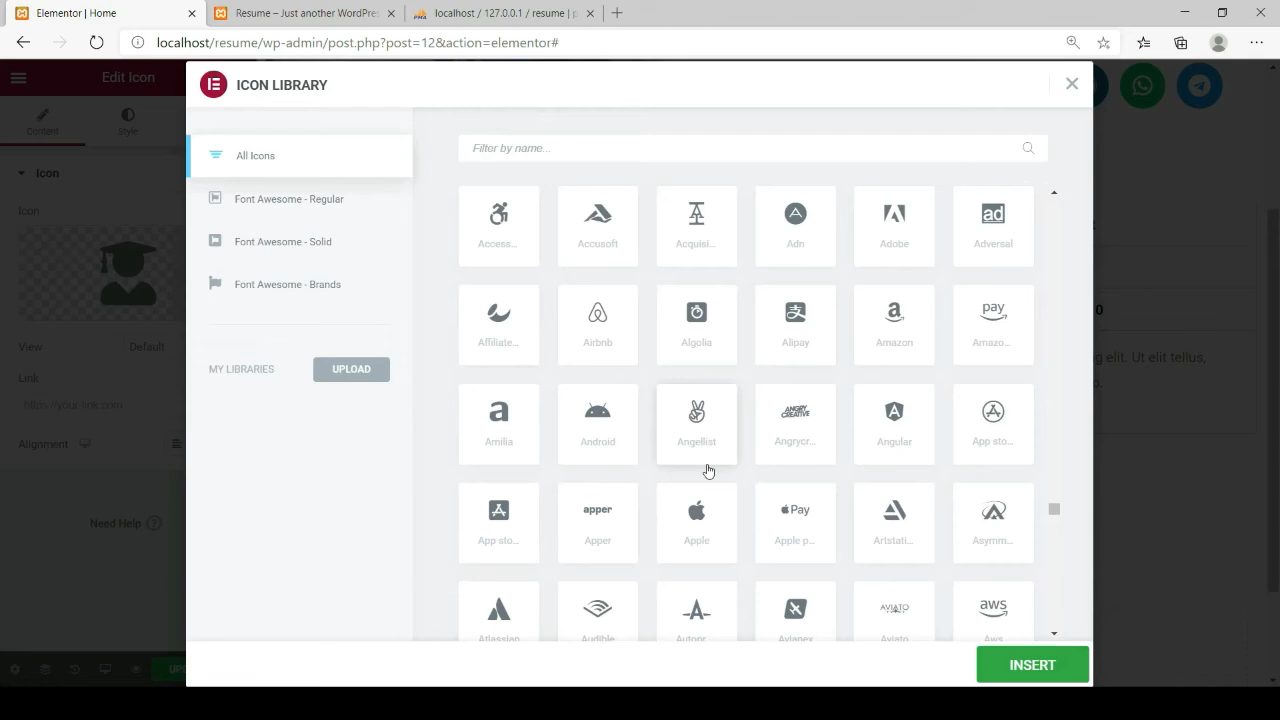 Elementor | Home
Resume – Just another WordPres
localhost / 127.0.0.1 / resume | p
localhost/resume/wp-admin/post.php?post=12&action=elementor#
Edit Icon
Content
Style
Icon
Icon
View
Default
Link
https://your-link.com
Alignment
Need Help
UP
ICON LIBRARY
All Icons
Font Awesome - Regular
Font Awesome - Solid
Font Awesome - Brands
MY LIBRARIES
UPLOAD
Filter by name...
Access...
Accusoft
Acquisi...
Adn
Adobe
ad
Adversal
Affiliate...
Airbnb
Algolia
Alipay
a
Amazon
pay
Amazo...
a
Amilia
Android
Angellist
ANGRY CREATIVE
Angrycr...
Angular
App sto...
App sto...
apper
Apper
Apple
Pay
Apple p...
Artstati...
Asymm...
Atlassian
Audible
Autopr...
Avianex
AVIATO
Aviato
aws
Aws
INSERT
0
g elit. Ut elit tellus,
o.